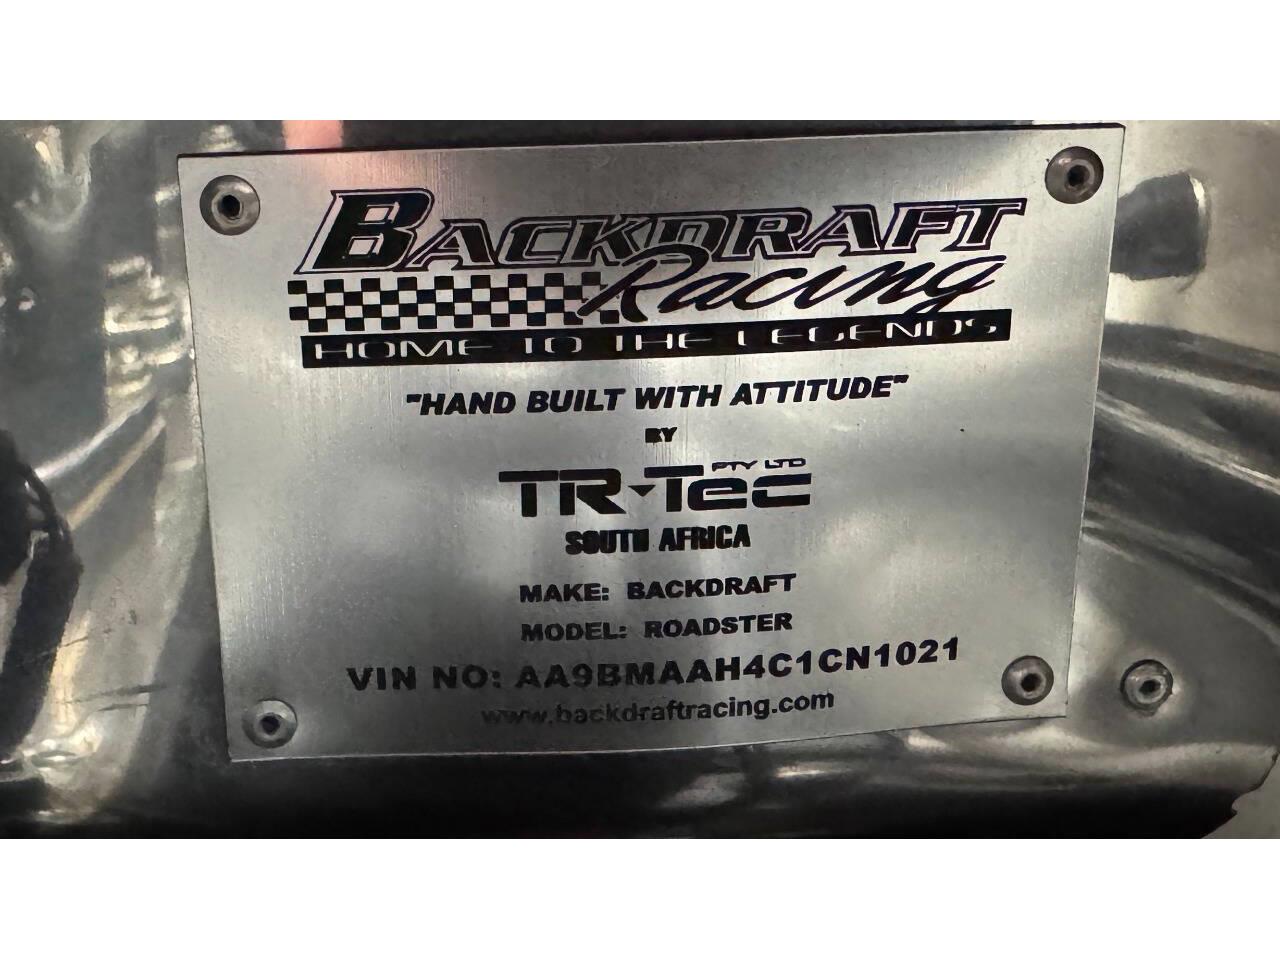 BACKDRAFT
Racing
HOME TO THE LEGENDS
"HAND BUILT WITH ATTITUDE"
BY
TR-Tec PTY LTD
SOUTH AFRICA
MAKE: BACKDRAFT
MODEL: ROADSTER
VIN NO: AA9BMAAH4C1CN1021
www.backdraftracing.com